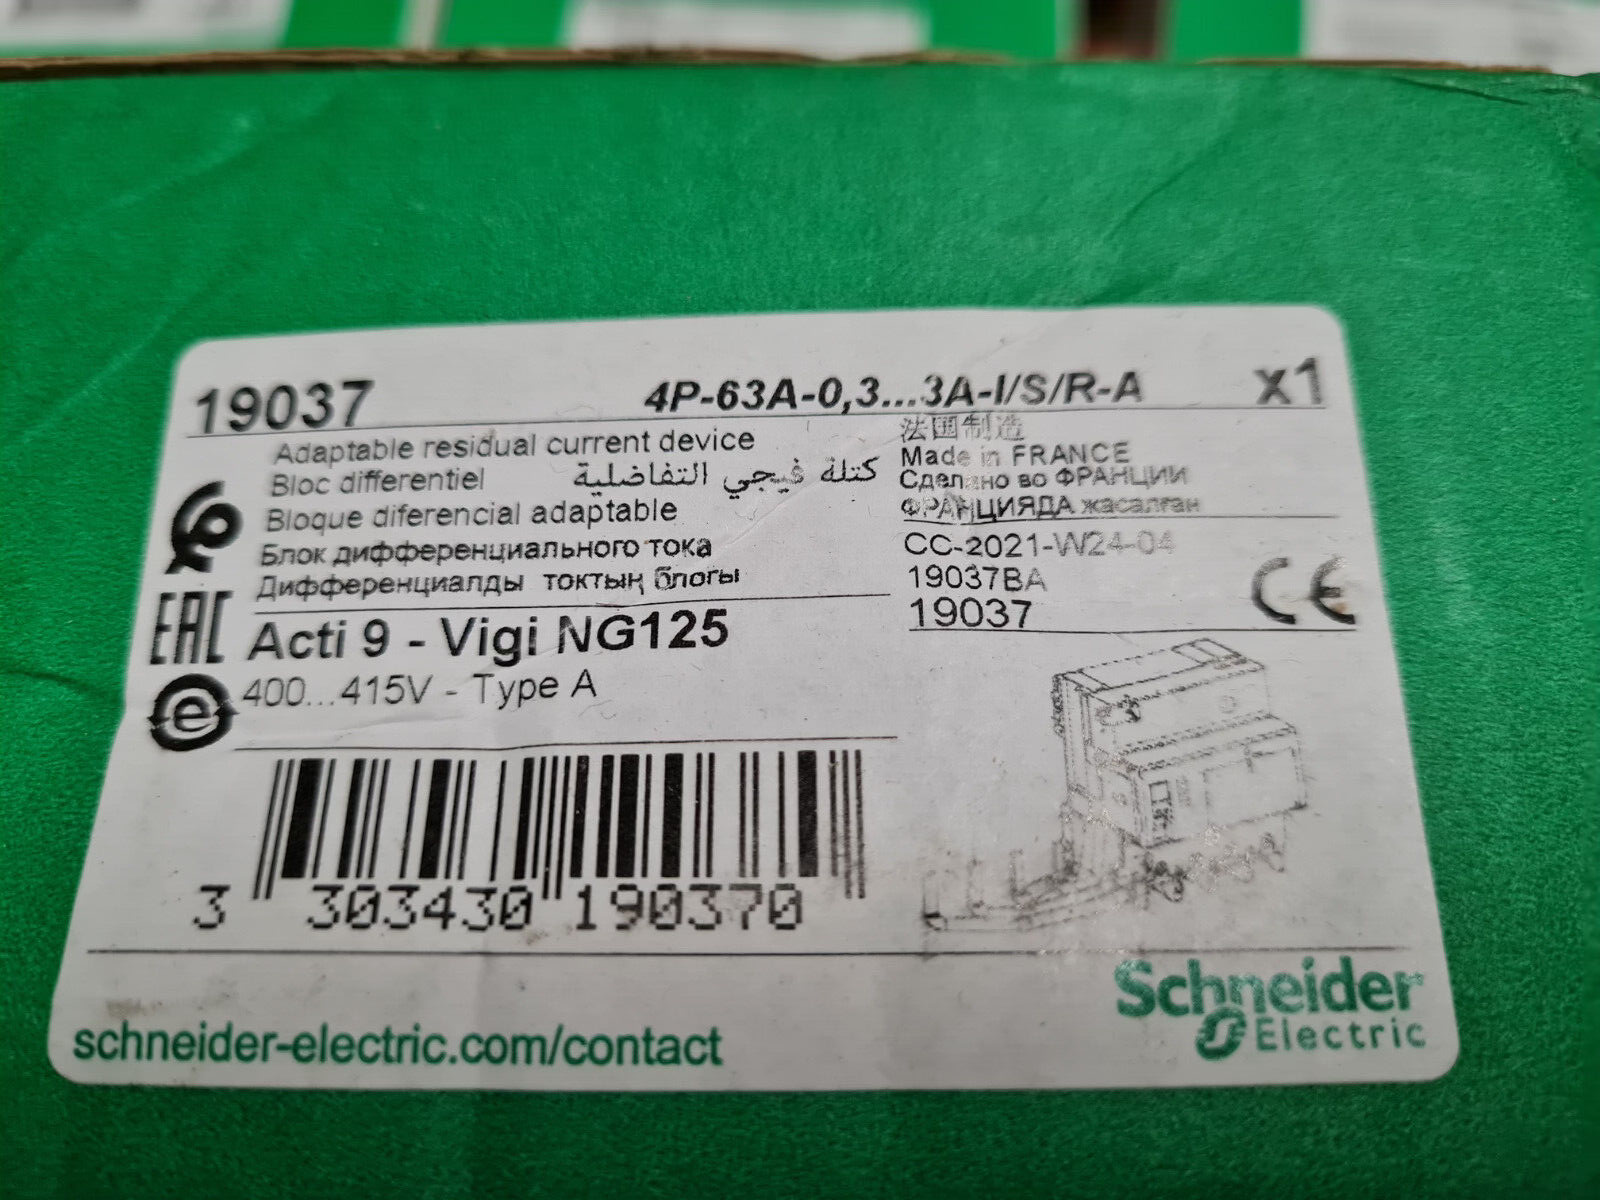 19037 4P-63A-0,3...3A-I/S/R-A x1
Adaptable residual current device
Bloc différentiel كتلة فيجي التفاضلية
Bloque diferencial adaptable
Блок дифференциального тока
Дифференциалды токтың блогы
法国制造
Made in FRANCE
Сделано во ФРАНЦИИ
ФРАНЦИЯДА жасалған
CC-2021-W24-04
19037BA
19037
CE
EAC
Acti 9 - Vigi NG125
400...415V - Type A
e
3 303430 190370
schneider-electric.com/contact
Schneider
Electric